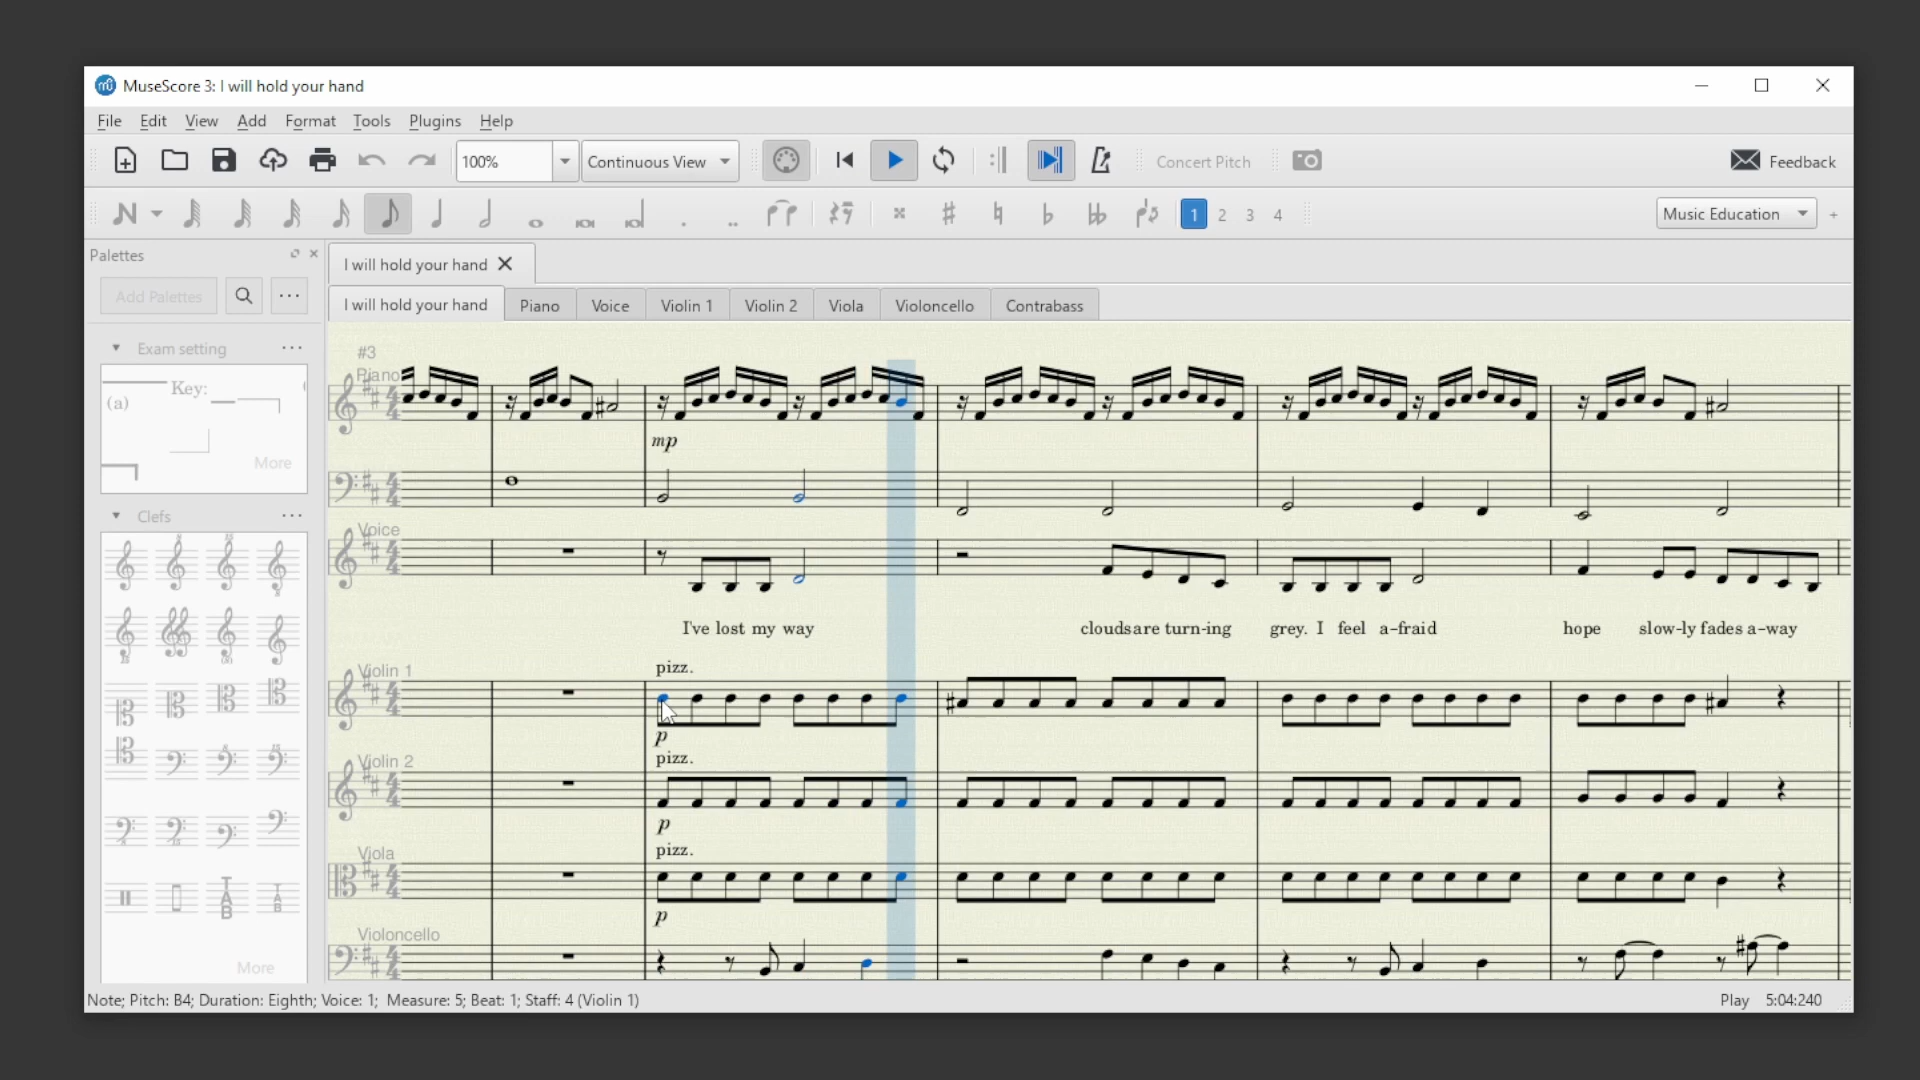 MuseScore 3: I will hold your hand
File Edit View Add Format Tools Plugins Help
100% Continuous View Concert Pitch Feedback
1 2 3 4 Music Education +
Palettes
I will hold your hand
Add Palettes
I will hold your hand Piano Voice Violin 1 Violin 2 Viola Violoncello Contrabass
Exam setting
Key:
(a)
More
Clefs
More
#3
Piano
mp
Voice
I've lost my way clouds are turn-ing grey. I feel a-fraid hope slow-ly fades a-way
pizz.
Violin 1
p
pizz.
Violin 2
p
pizz.
Viola
p
Violoncello
Note; Pitch: B4; Duration: Eighth; Voice: 1; Measure: 5; Beat: 1; Staff: 4 (Violin 1) Play 5:04:240